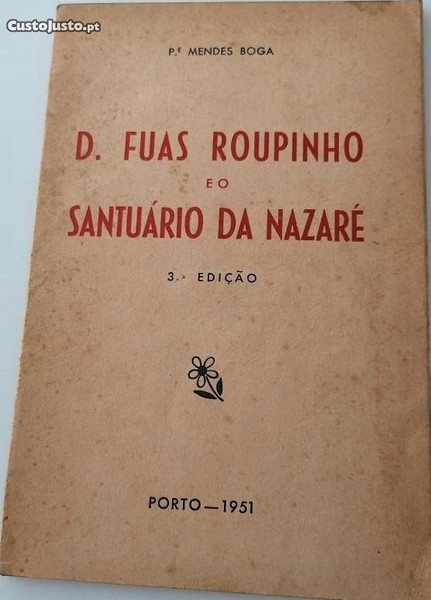 CustoJusto.pt
P.E MENDES BOGA
D. FUAS ROUPINHO
E O
SANTUÁRIO DA NAZARÉ
3.ª EDIÇÃO
PORTO—1951